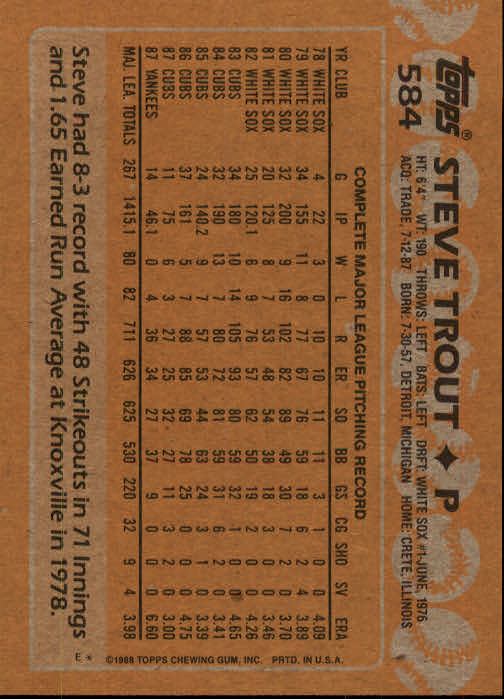 topps®
584
STEVE TROUT ✦ P
HT: 6'4" WT: 190 THROWS: LEFT BATS: LEFT DRFT: WHITE SOX #1-JUNE, 1976
ACQ: TRADE, 7-12-87 BORN: 7-30-57, DETROIT, MICHIGAN HOME: CRETE, ILLINOIS
COMPLETE MAJOR LEAGUE PITCHING RECORD
YR CLUB G IP W L R ER SO BB GS CG SHO SV ERA
78 WHITE SOX 4 22 3 0 10 10 11 11 3 1 0 0 4.09
79 WHITE SOX 34 155 11 8 77 67 76 59 18 6 2 4 3.89
80 WHITE SOX 32 200 9 16 102 82 89 49 30 7 2 0 3.70
81 WHITE SOX 20 125 8 7 53 48 54 38 18 3 0 0 3.46
82 WHITE SOX 25 120.1 6 9 76 57 62 50 19 2 0 0 4.26
83 CUBS 34 180 10 14 105 93 80 59 32 1 0 0 4.65
84 CUBS 32 190 13 7 80 72 81 59 31 6 2 0 3.41
85 CUBS 24 140.2 9 7 57 53 44 63 24 3 1 0 3.39
86 CUBS 37 161 5 7 88 85 69 78 25 0 0 0 4.75
87 CUBS 11 75 6 3 27 25 32 27 11 3 2 0 3.00
87 YANKEES 14 46.1 0 4 36 34 27 37 9 0 0 0 6.60
MAJ. LEA. TOTALS 267 1415.1 80 82 711 626 625 530 220 32 9 4 3.98
Steve had 8-3 record with 48 Strikeouts in 71 Innings
and 1.65 Earned Run Average at Knoxville in 1978.
©1988 TOPPS CHEWING GUM, INC. PRTD. IN U.S.A.
E *